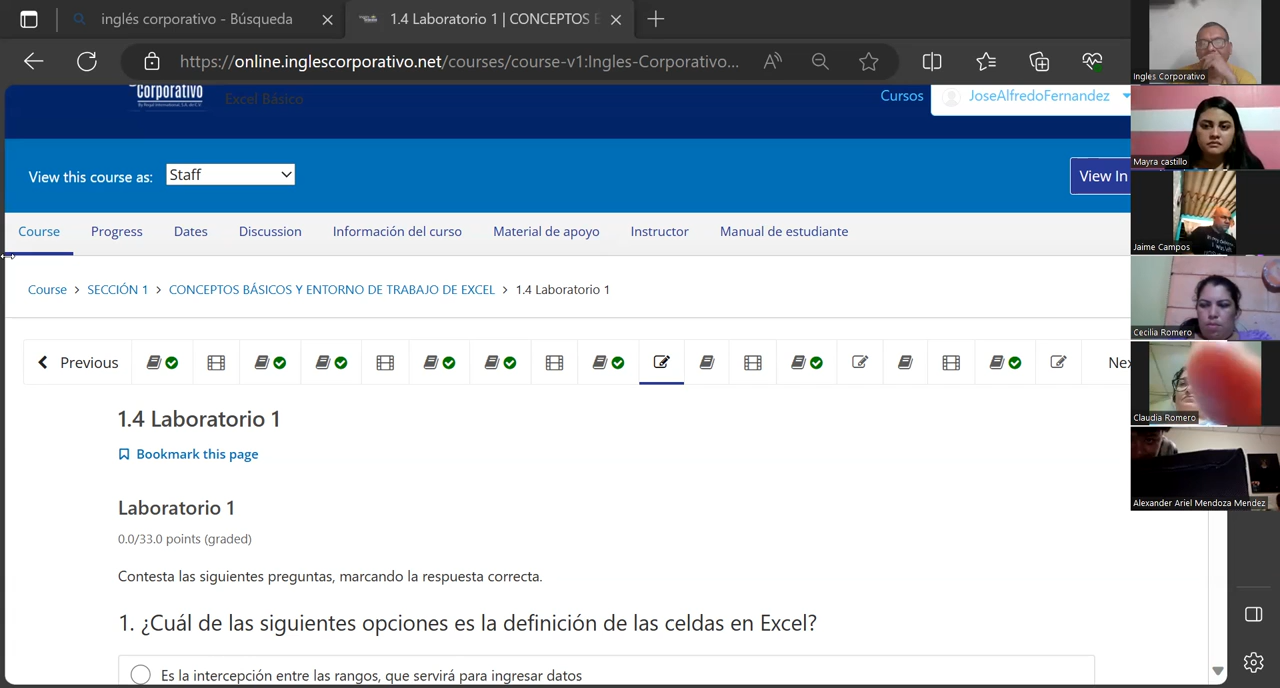 inglés corporativo - Búsqueda
1.4 Laboratorio 1 | CONCEPTOS
https://online.inglescorporativo.net/courses/course-v1:Ingles-Corporativo...
Corporativo
Excel Básico
Cursos
JoseAlfredoFernandez
View this course as:
Staff
View In
Course
Progress
Dates
Discussion
Información del curso
Material de apoyo
Instructor
Manual de estudiante
Course > SECCIÓN 1 > CONCEPTOS BÁSICOS Y ENTORNO DE TRABAJO DE EXCEL > 1.4 Laboratorio 1
Previous
Nex
1.4 Laboratorio 1
Bookmark this page
Laboratorio 1
0.0/33.0 points (graded)
Contesta las siguientes preguntas, marcando la respuesta correcta.
1. ¿Cuál de las siguientes opciones es la definición de las celdas en Excel?
Es la intercepción entre las rangos, que servirá para ingresar datos
Ingles Corporativo
Mayra castillo
Jaime Campos
Cecilia Romero
Claudia Romero
Alexander Ariel Mendoza Mendez